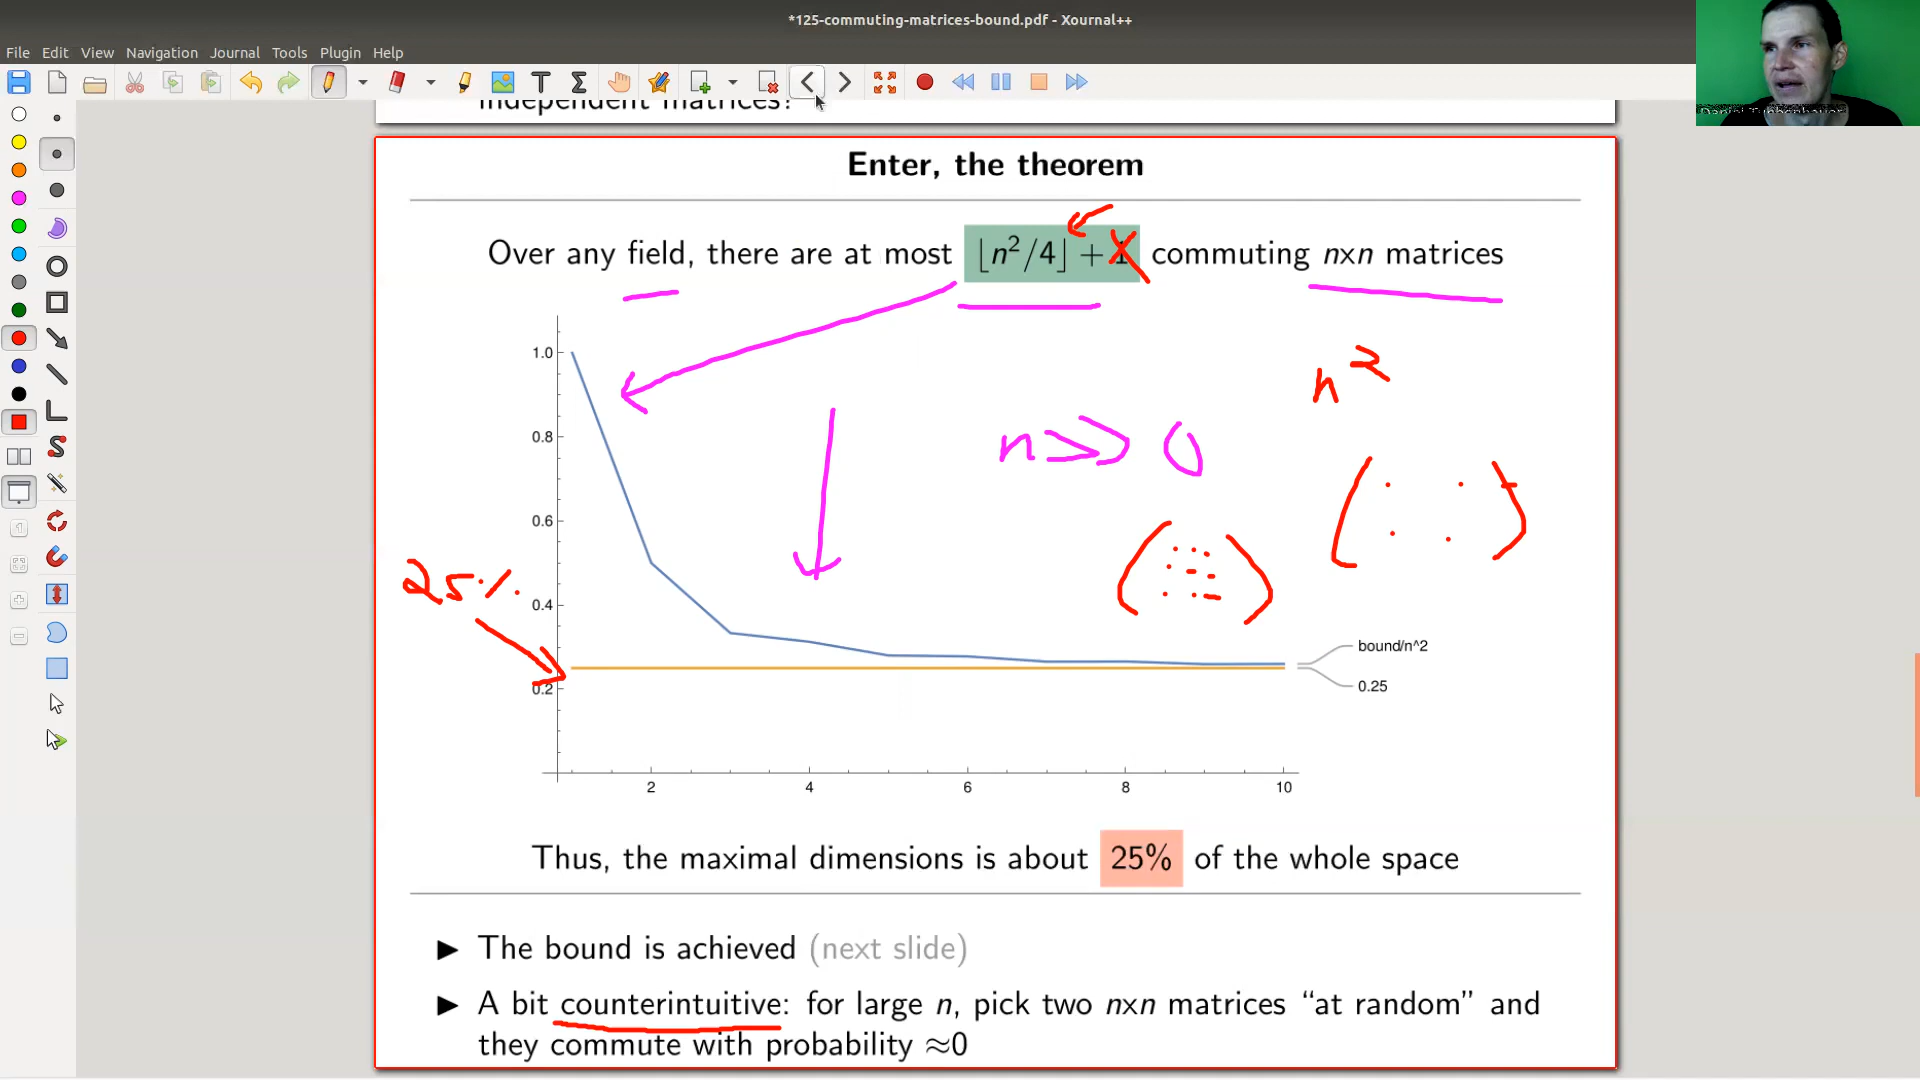 *125-commuting-matrices-bound.pdf - Xournal++
File Edit View Navigation Journal Tools Plugin Help
independent matrices?
Enter, the theorem
Over any field, there are at most ⌊n²/4⌋ + 1 commuting n×n matrices
1.0
0.8
0.6
0.4
0.2
2 4 6 8 10
n²
n >> 0
25%
bound/n^2
0.25
Thus, the maximal dimensions is about 25% of the whole space
▶ The bound is achieved (next slide)
▶ A bit counterintuitive: for large n, pick two n×n matrices “at random” and
they commute with probability ≈0